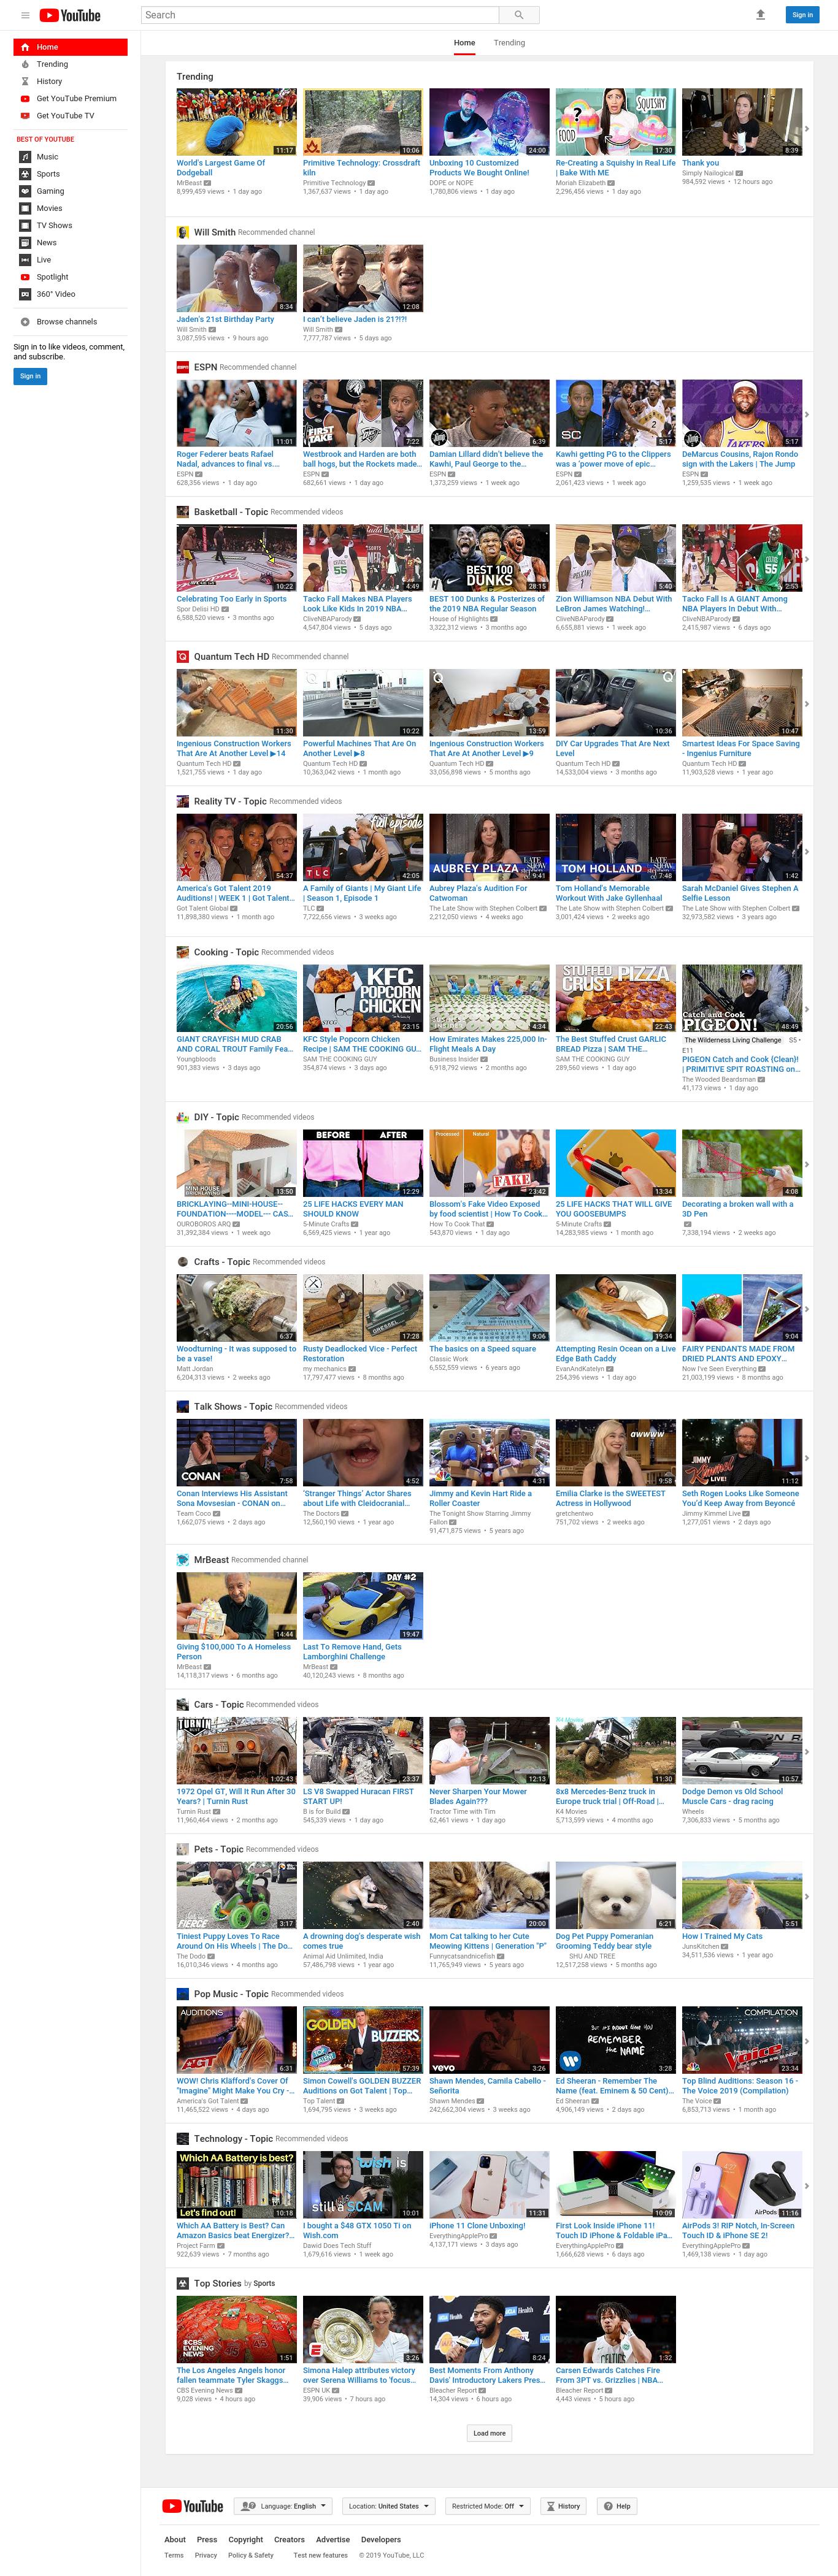 YouTube
Search
Sign in
Home
Trending
History
Get YouTube Premium
Get YouTube TV
BEST OF YOUTUBE
Music
Sports
Gaming
Movies
TV Shows
News
Live
Spotlight
360° Video
Browse channels
Sign in to like videos, comment,
and subscribe.
Sign in
Home Trending
Trending
11:17 10:06 24:00 17:30 8:39
World's Largest Game Of
Dodgeball
MrBeast
8,999,459 views • 1 day ago
Primitive Technology: Crossdraft
kiln
Primitive Technology
1,367,637 views • 1 day ago
Unboxing 10 Customized
Products We Bought Online!
DOPE or NOPE
1,780,806 views • 1 day ago
FOOD ? SQUISHY
Re-Creating a Squishy in Real Life
| Bake With ME
Moriah Elizabeth
2,296,456 views • 1 day ago
Thank you
Simply Nailogical
984,592 views • 12 hours ago
Will Smith Recommended channel
8:34 12:08
Jaden's 21st Birthday Party
Will Smith
3,087,595 views • 9 hours ago
I can't believe Jaden is 21?!?!
Will Smith
7,777,787 views • 5 days ago
ESPN Recommended channel
11:01 7:22 6:39 5:17 5:17
Roger Federer beats Rafael
Nadal, advances to final vs....
ESPN
628,356 views • 1 day ago
FIRST TAKE
Westbrook and Harden are both
ball hogs, but the Rockets made...
ESPN
682,661 views • 1 day ago
Damian Lillard didn't believe the
Kawhi, Paul George to the...
ESPN
1,373,259 views • 1 week ago
SC
Kawhi getting PG to the Clippers
was a 'power move of epic...
ESPN
2,061,423 views • 1 week ago
LAKERS
DeMarcus Cousins, Rajon Rondo
sign with the Lakers | The Jump
ESPN
1,259,535 views • 1 week ago
Basketball - Topic Recommended videos
10:22 4:49 28:15 5:40 2:53
Celebrating Too Early in Sports
Spor Delisi HD
6,588,520 views • 3 months ago
Tacko Fall Makes NBA Players
Look Like Kids In 2019 NBA...
CliveNBAParody
4,547,804 views • 5 days ago
BEST 100
DUNKS
BEST 100 Dunks & Posterizes of
the 2019 NBA Regular Season
House of Highlights
3,322,312 views • 3 months ago
Zion Williamson NBA Debut With
LeBron James Watching!...
CliveNBAParody
6,655,881 views • 1 week ago
55
Tacko Fall Is A GIANT Among
NBA Players In Debut With...
CliveNBAParody
2,415,987 views • 6 days ago
Quantum Tech HD Recommended channel
11:30 10:22 13:59 10:36 10:47
Ingenious Construction Workers
That Are At Another Level ▶14
Quantum Tech HD
1,521,755 views • 1 day ago
Powerful Machines That Are On
Another Level ▶8
Quantum Tech HD
10,363,042 views • 1 month ago
Ingenious Construction Workers
That Are At Another Level ▶9
Quantum Tech HD
33,056,898 views • 5 months ago
DIY Car Upgrades That Are Next
Level
Quantum Tech HD
14,533,004 views • 3 months ago
Smartest Ideas For Space Saving
- Ingenius Furniture
Quantum Tech HD
11,903,528 views • 1 year ago
Reality TV - Topic Recommended videos
54:37 42:05 9:41 7:48 1:42
America's Got Talent 2019
Auditions! | WEEK 1 | Got Talent...
Got Talent Global
11,898,380 views • 1 month ago
full episode
TLC
A Family of Giants | My Giant Life
| Season 1, Episode 1
TLC
7,722,656 views • 3 weeks ago
AUBREY PLAZA LATE SHOW
Aubrey Plaza's Audition For
Catwoman
The Late Show with Stephen Colbert
2,212,050 views • 4 weeks ago
TOM HOLLAND LATE SHOW
Tom Holland's Memorable
Workout With Jake Gyllenhaal
The Late Show with Stephen Colbert
3,001,424 views • 2 weeks ago
Sarah McDaniel Gives Stephen A
Selfie Lesson
The Late Show with Stephen Colbert
32,973,582 views • 3 years ago
Cooking - Topic Recommended videos
20:56 23:15 4:34 22:43 48:49
GIANT CRAYFISH MUD CRAB
AND CORAL TROUT Family Fea...
Youngbloods
901,383 views • 3 days ago
KFC
POPCORN
CHICKEN
KFC Style Popcorn Chicken
Recipe | SAM THE COOKING GU...
SAM THE COOKING GUY
354,874 views • 3 days ago
How Emirates Makes 225,000 In-
Flight Meals A Day
Business Insider
6,918,792 views • 2 months ago
STUFFED CRUST PIZZA
The Best Stuffed Crust GARLIC
BREAD Pizza | SAM THE...
SAM THE COOKING GUY
289,560 views • 1 day ago
Catch and Cook
PIGEON!
The Wilderness Living Challenge S5 •
E11
PIGEON Catch and Cook {Clean}!
| PRIMITIVE SPIT ROASTING on...
The Wooded Beardsman
41,173 views • 1 day ago
DIY - Topic Recommended videos
13:50 12:29 23:42 13:34 4:08
MINI-HOUSE
BRICKLAYING
BRICKLAYING--MINI-HOUSE--
FOUNDATION----MODEL--- CAS...
OUROBOROS ARQ
31,392,384 views • 1 week ago
BEFORE AFTER
25 LIFE HACKS EVERY MAN
SHOULD KNOW
5-Minute Crafts
6,569,425 views • 1 year ago
Processed Natural FAKE
Blossom's Fake Video Exposed
by food scientist | How To Cook...
How To Cook That
543,870 views • 1 day ago
25 LIFE HACKS THAT WILL GIVE
YOU GOOSEBUMPS
5-Minute Crafts
14,283,985 views • 1 month ago
Decorating a broken wall with a
3D Pen
7,338,194 views • 2 weeks ago
Crafts - Topic Recommended videos
6:37 17:28 9:06 19:34 9:04
Woodturning - It was supposed to
be a vase!
Matt Jordan
6,204,313 views • 2 weeks ago
GRESSEL
Rusty Deadlocked Vice - Perfect
Restoration
my mechanics
17,797,477 views • 8 months ago
The basics on a Speed square
Classic Work
6,552,559 views • 6 years ago
Attempting Resin Ocean on a Live
Edge Bath Caddy
EvanAndKatelyn
254,396 views • 1 day ago
FAIRY PENDANTS MADE FROM
DRIED PLANTS AND EPOXY...
Now I've Seen Everything
21,003,199 views • 8 months ago
Talk Shows - Topic Recommended videos
7:58 4:52 4:31 9:58 11:12
CONAN
Conan Interviews His Assistant
Sona Movsesian - CONAN on...
Team Coco
1,662,075 views • 2 days ago
'Stranger Things' Actor Shares
about Life with Cleidocranial...
The Doctors
12,560,190 views • 1 year ago
Jimmy and Kevin Hart Ride a
Roller Coaster
The Tonight Show Starring Jimmy
Fallon
91,471,875 views • 5 years ago
awwww
Emilia Clarke is the SWEETEST
Actress in Hollywood
gretchentwo
751,702 views • 2 weeks ago
JIMMY KIMMEL LIVE!
Seth Rogen Looks Like Someone
You'd Keep Away from Beyoncé
Jimmy Kimmel Live
1,277,051 views • 2 days ago
MrBeast Recommended channel
14:44 19:47
Giving $100,000 To A Homeless
Person
MrBeast
14,118,317 views • 6 months ago
DAY #2
Last To Remove Hand, Gets
Lamborghini Challenge
MrBeast
40,120,243 views • 8 months ago
Cars - Topic Recommended videos
1:02:43 23:37 12:13 11:30 10:57
TURNIN RUST
1972 Opel GT, Will It Run After 30
Years? | Turnin Rust
Turnin Rust
11,960,464 views • 2 months ago
LS V8 Swapped Huracan FIRST
START UP!
B is for Build
545,339 views • 1 day ago
Never Sharpen Your Mower
Blades Again???
Tractor Time with Tim
62,461 views • 1 day ago
K4 Movies
8x8 Mercedes-Benz truck in
Europe truck trial | Off-Road |...
K4 Movies
5,713,599 views • 4 months ago
Dodge Demon vs Old School
Muscle Cars - drag racing
Wheels
7,306,833 views • 5 months ago
Pets - Topic Recommended videos
3:17 2:40 20:00 6:21 5:51
FIERCE
Tiniest Puppy Loves To Race
Around On His Wheels | The Do...
The Dodo
16,010,346 views • 4 months ago
A drowning dog's desperate wish
comes true
Animal Aid Unlimited, India
57,486,798 views • 1 year ago
Mom Cat talking to her Cute
Meowing Kittens | Generation "P"
Funnycatsandnicefish
11,765,949 views • 5 years ago
Dog Pet Puppy Pomeranian
Grooming Teddy bear style
SHU AND TREE
12,517,258 views • 5 months ago
How I Trained My Cats
JunsKitchen
34,511,536 views • 1 year ago
Pop Music - Topic Recommended videos
6:31 57:39 3:26 3:28 23:34
AUDITIONS
AGT
WOW! Chris Kläfford's Cover Of
"Imagine" Might Make You Cry -...
America's Got Talent
11,465,522 views • 4 days ago
GOLDEN
BUZZERS
TOP TALENT
Simon Cowell's GOLDEN BUZZER
Auditions on Got Talent | Top...
Top Talent
1,694,795 views • 3 weeks ago
vevo
Shawn Mendes, Camila Cabello -
Señorita
Shawn Mendes
242,662,304 views • 3 weeks ago
REMEMBER
THE NAME
Ed Sheeran - Remember The
Name (feat. Eminem & 50 Cent)...
Ed Sheeran
4,906,149 views • 2 days ago
COMPILATION
the Voice
Top Blind Auditions: Season 16 -
The Voice 2019 (Compilation)
The Voice
6,853,713 views • 1 month ago
Technology - Topic Recommended videos
10:18 10:01 11:31 10:09 11:16
Which AA Battery is best?
Let's find out!
Which AA Battery is Best? Can
Amazon Basics beat Energizer?...
Project Farm
922,639 views • 7 months ago
wish is
still a SCAM
I bought a $48 GTX 1050 Ti on
Wish.com
Dawid Does Tech Stuff
1,679,616 views • 1 week ago
iPhone 11 Clone Unboxing!
EverythingApplePro
4,137,171 views • 3 days ago
First Look Inside iPhone 11!
Touch ID iPhone & Foldable iPa...
EverythingApplePro
1,666,628 views • 6 days ago
AirPods 3
AirPods 3! RIP Notch, In-Screen
Touch ID & iPhone SE 2!
EverythingApplePro
1,469,138 views • 1 day ago
Top Stories by Sports
1:51 3:26 8:24 1:32
CBS EVENING NEWS
The Los Angeles Angels honor
fallen teammate Tyler Skaggs...
CBS Evening News
9,028 views • 4 hours ago
Simona Halep attributes victory
over Serena Williams to 'focus...
ESPN UK
39,906 views • 7 hours ago
Best Moments From Anthony
Davis' Introductory Lakers Pres...
Bleacher Report
14,304 views • 6 hours ago
Carsen Edwards Catches Fire
From 3PT vs. Grizzlies | NBA...
Bleacher Report
4,443 views • 5 hours ago
Load more
YouTube Language: English Location: United States Restricted Mode: Off History Help
About Press Copyright Creators Advertise Developers
Terms Privacy Policy & Safety Test new features © 2019 YouTube, LLC